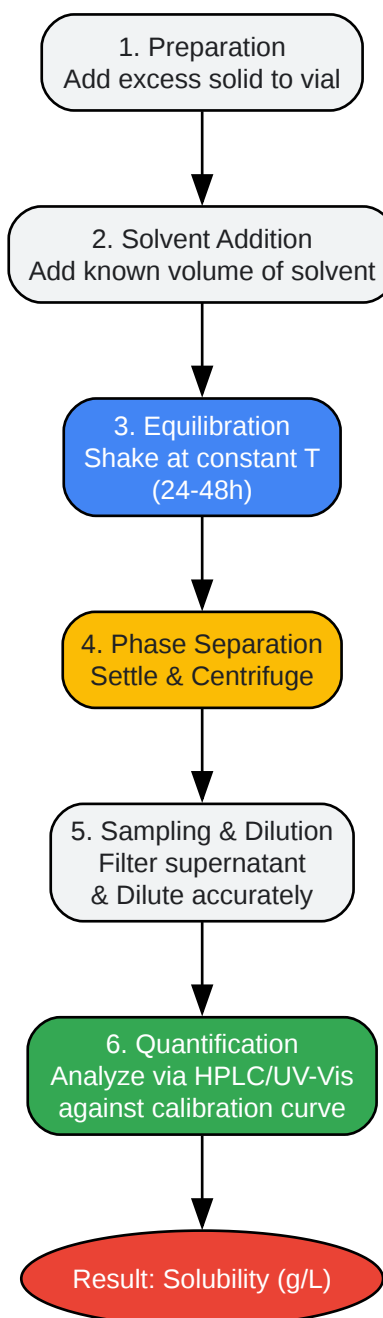 1. Preparation
Add excess solid to vial
2. Solvent Addition
Add known volume of solvent
3. Equilibration
Shake at constant T
(24-48h)
4. Phase Separation
Settle & Centrifuge
5. Sampling & Dilution
Filter supernatant
& Dilute accurately
6. Quantification
Analyze via HPLC/UV-Vis
against calibration curve
Result: Solubility (g/L)